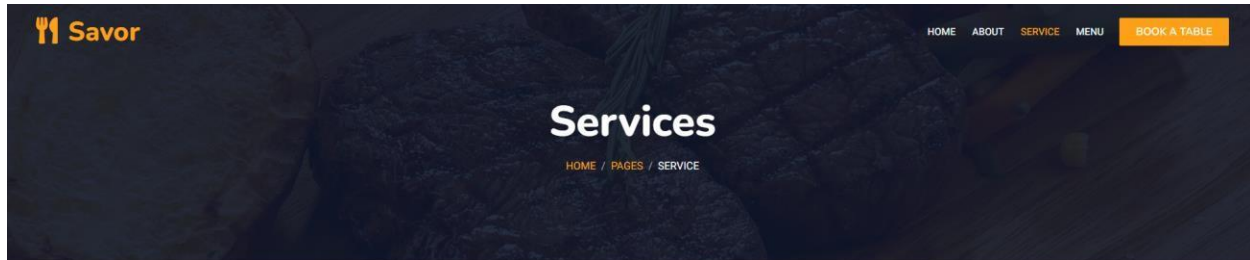 Savor
HOME ABOUT SERVICE MENU BOOK A TABLE
Services
HOME / PAGES / SERVICE